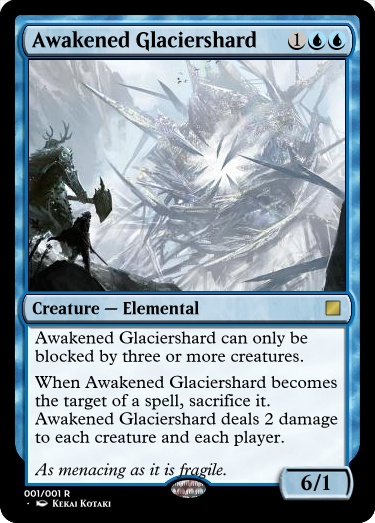 Awakened Glaciershard 1
Creature — Elemental
Awakened Glaciershard can only be
blocked by three or more creatures.
When Awakened Glaciershard becomes
the target of a spell, sacrifice it.
Awakened Glaciershard deals 2 damage
to each creature and each player.
As menacing as it is fragile.
6/1
001/001 R
· Kekai Kotaki